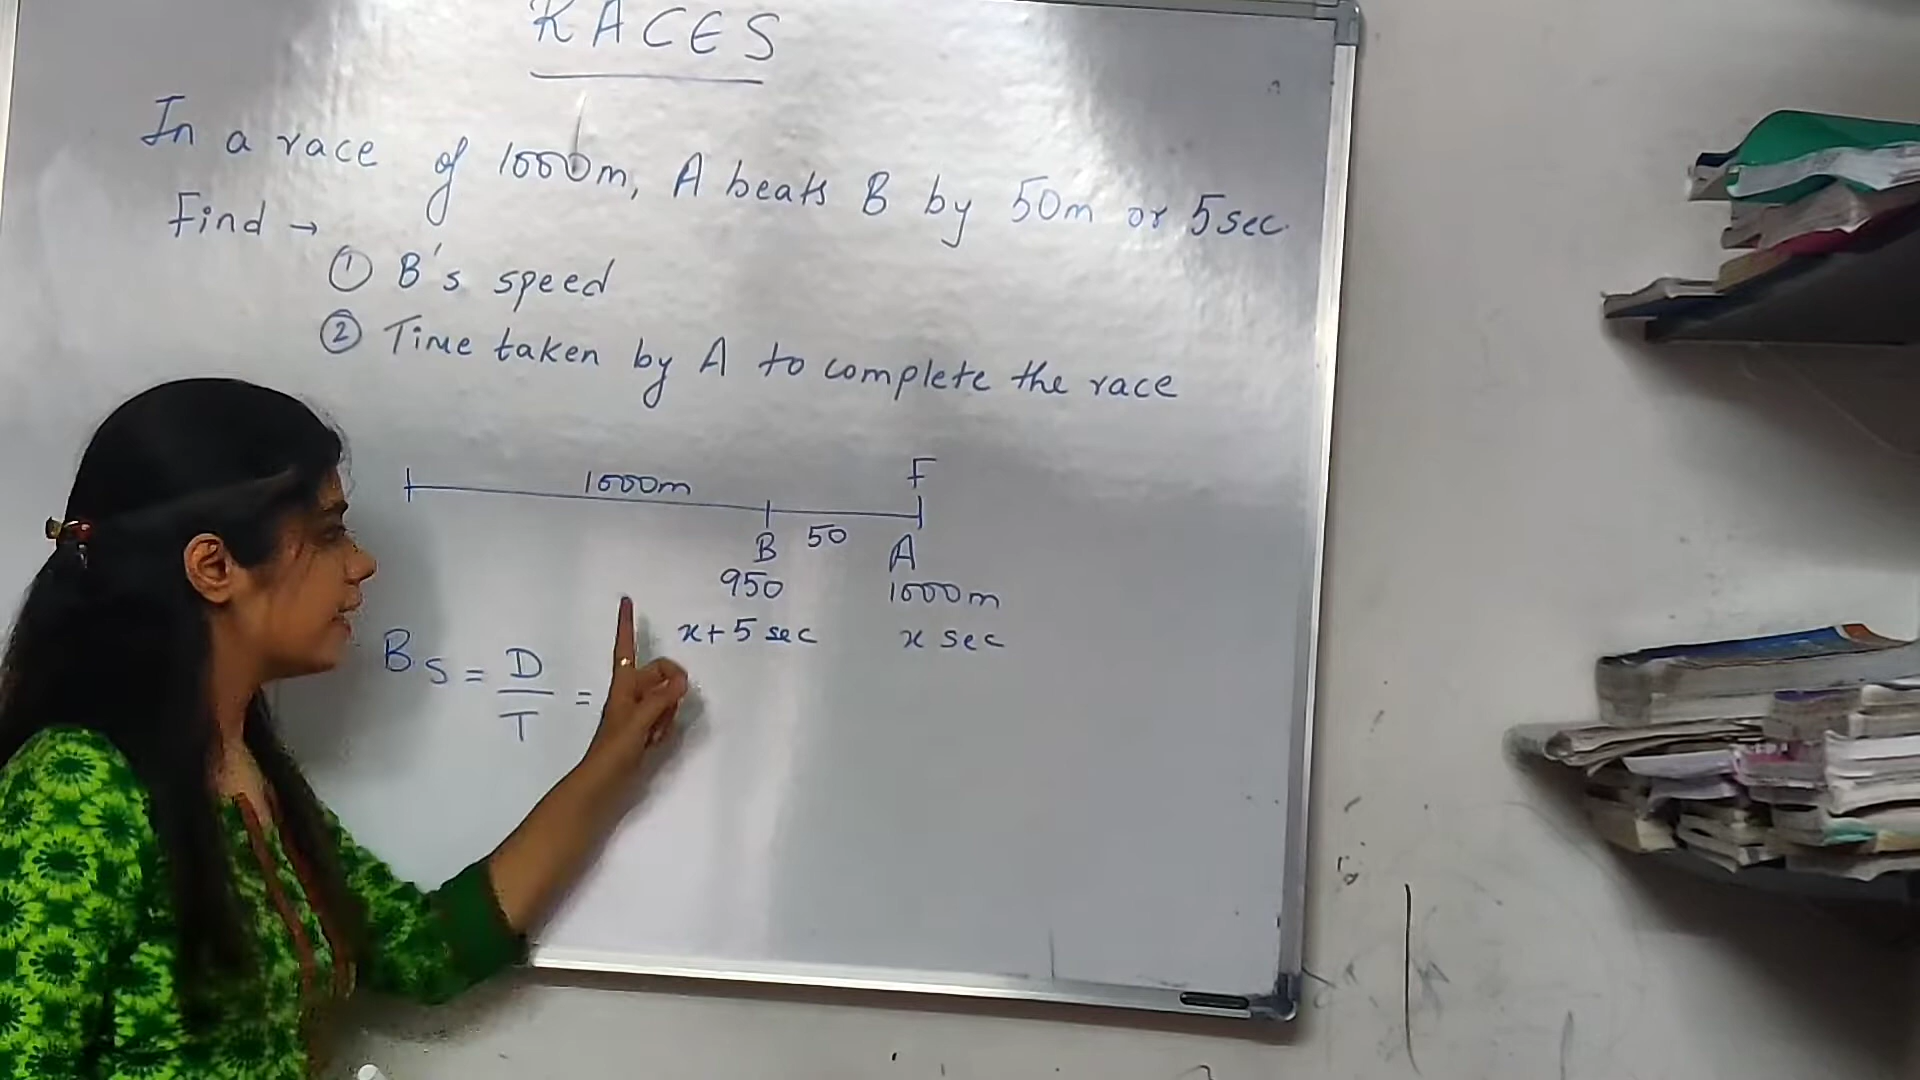 RACES
In a race of 1000m, A beats B by 50m or 5sec.
Find →
① B's speed
② Time taken by A to complete the race
1000m
F
B 50 A
950 1000m
x+5 sec x sec
B S = D/T =